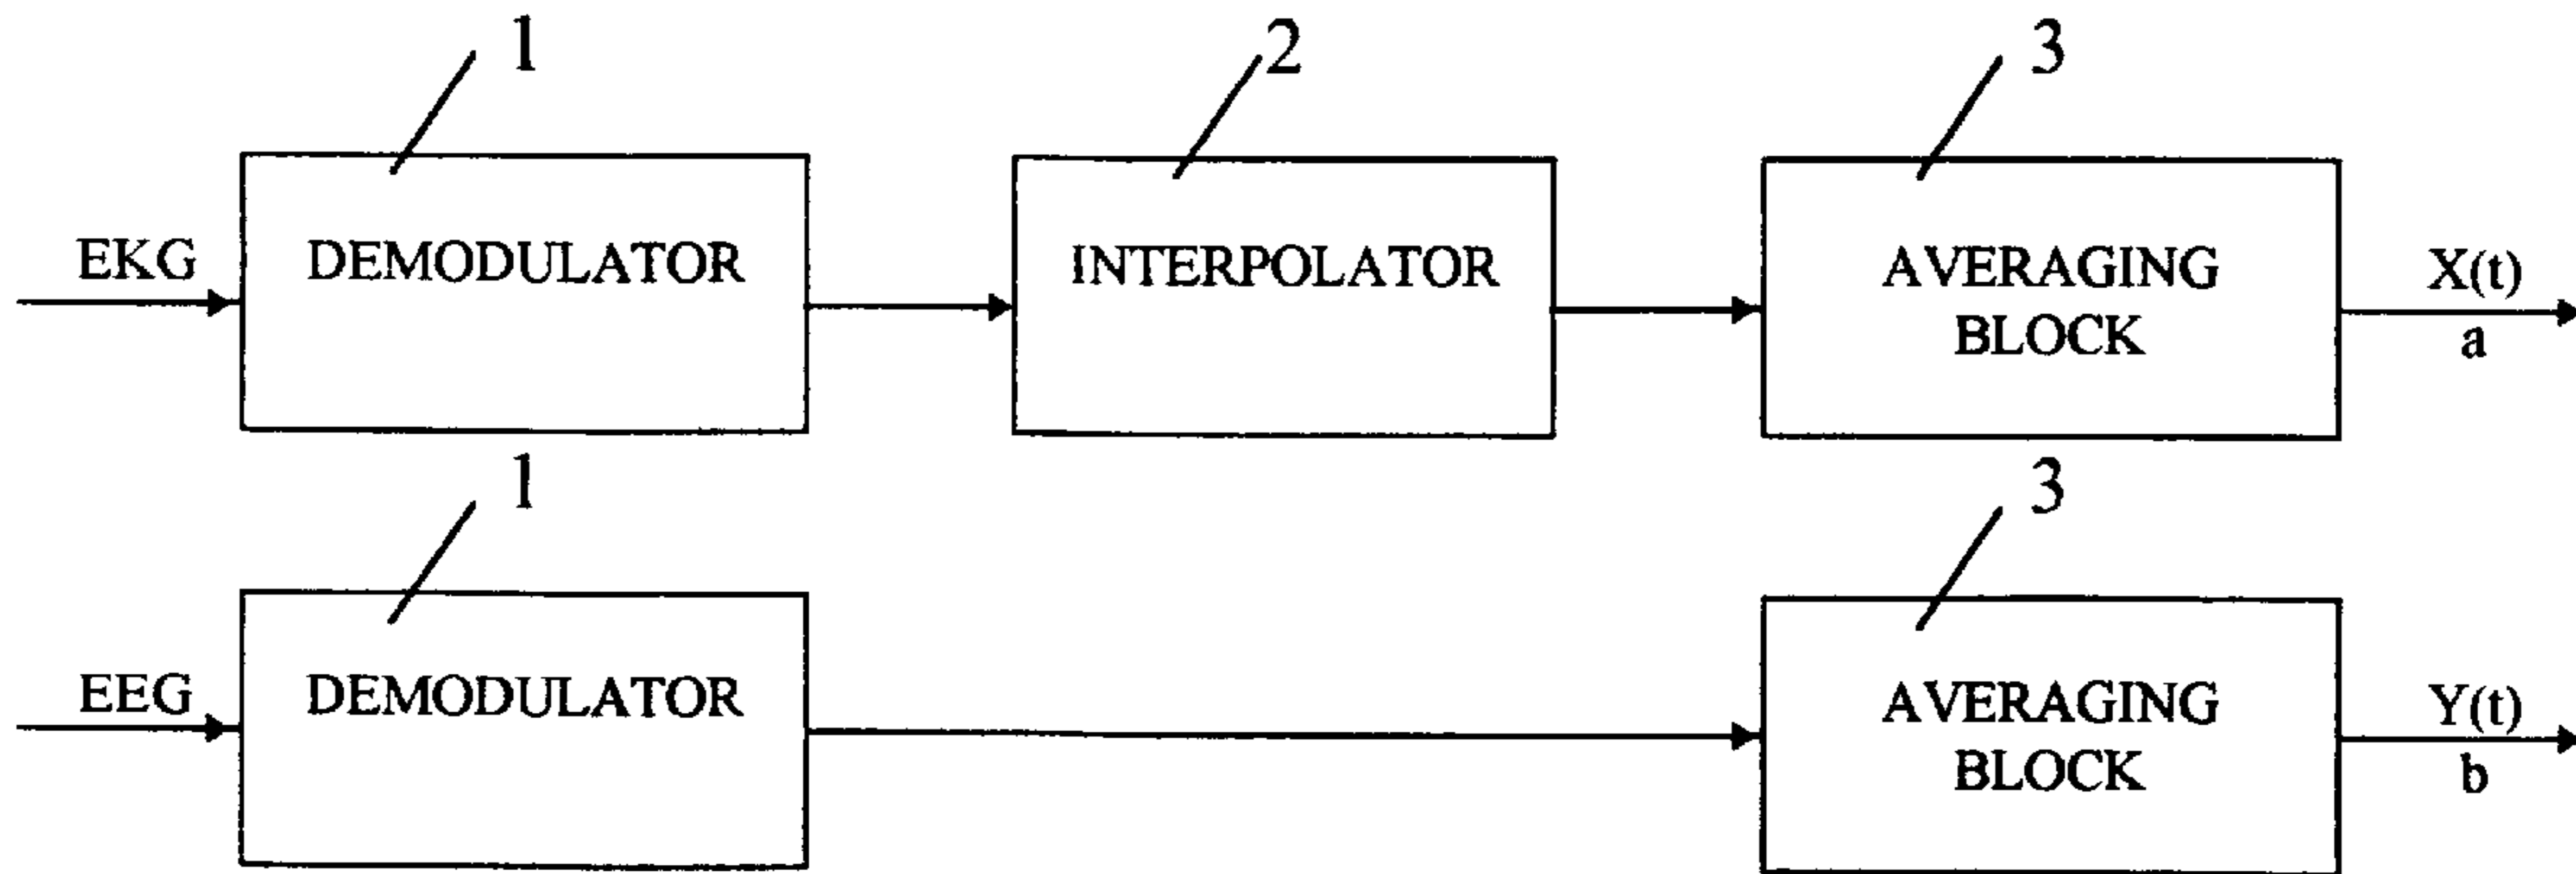 1
2
3
EKG
DEMODULATOR
INTERPOLATOR
AVERAGING
BLOCK
X(t)
a
1
3
EEG
DEMODULATOR
AVERAGING
BLOCK
Y(t)
b